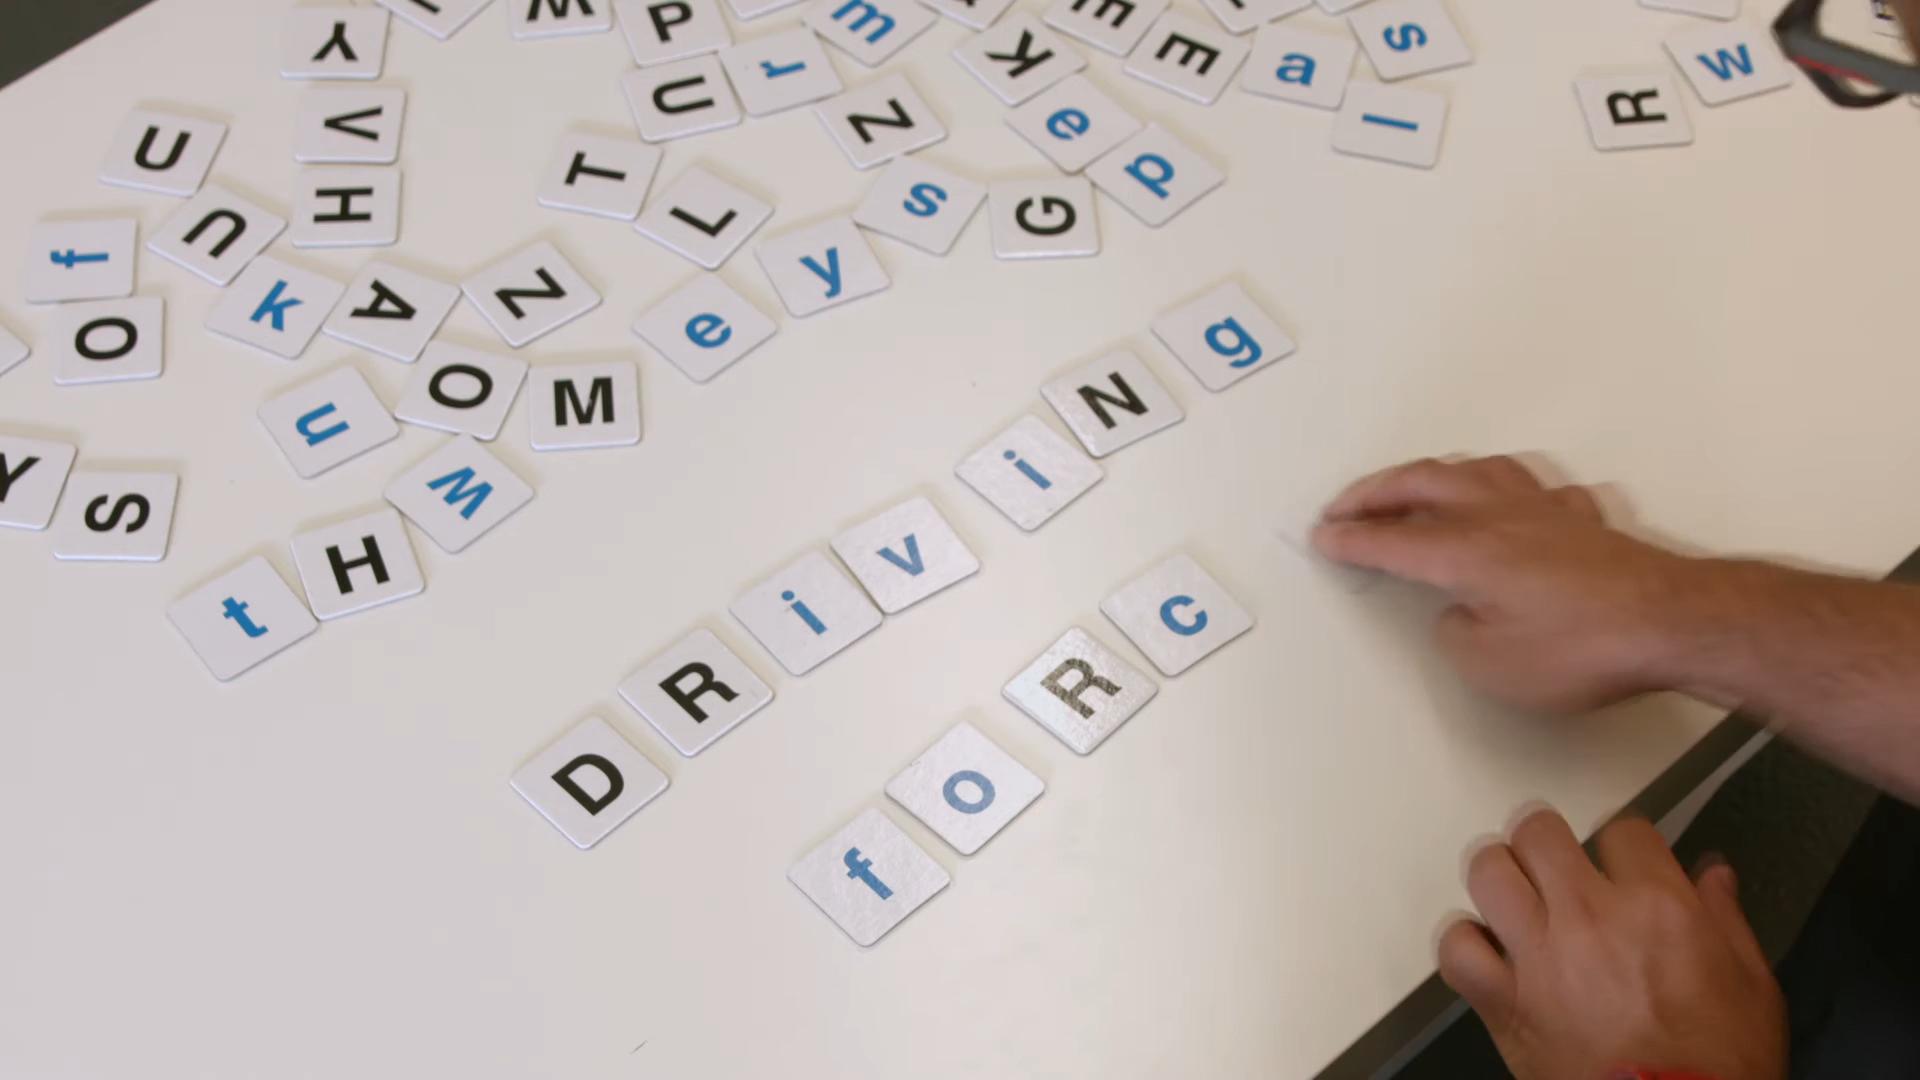 DRiviNg
foRc
Y
W
P
m
E
K
E
a
s
w
R
U
r
N
e
p
l
V
U
T
s
G
H
L
y
f
U
k
A
N
e
O
u
O
M
Y
S
w
t
H